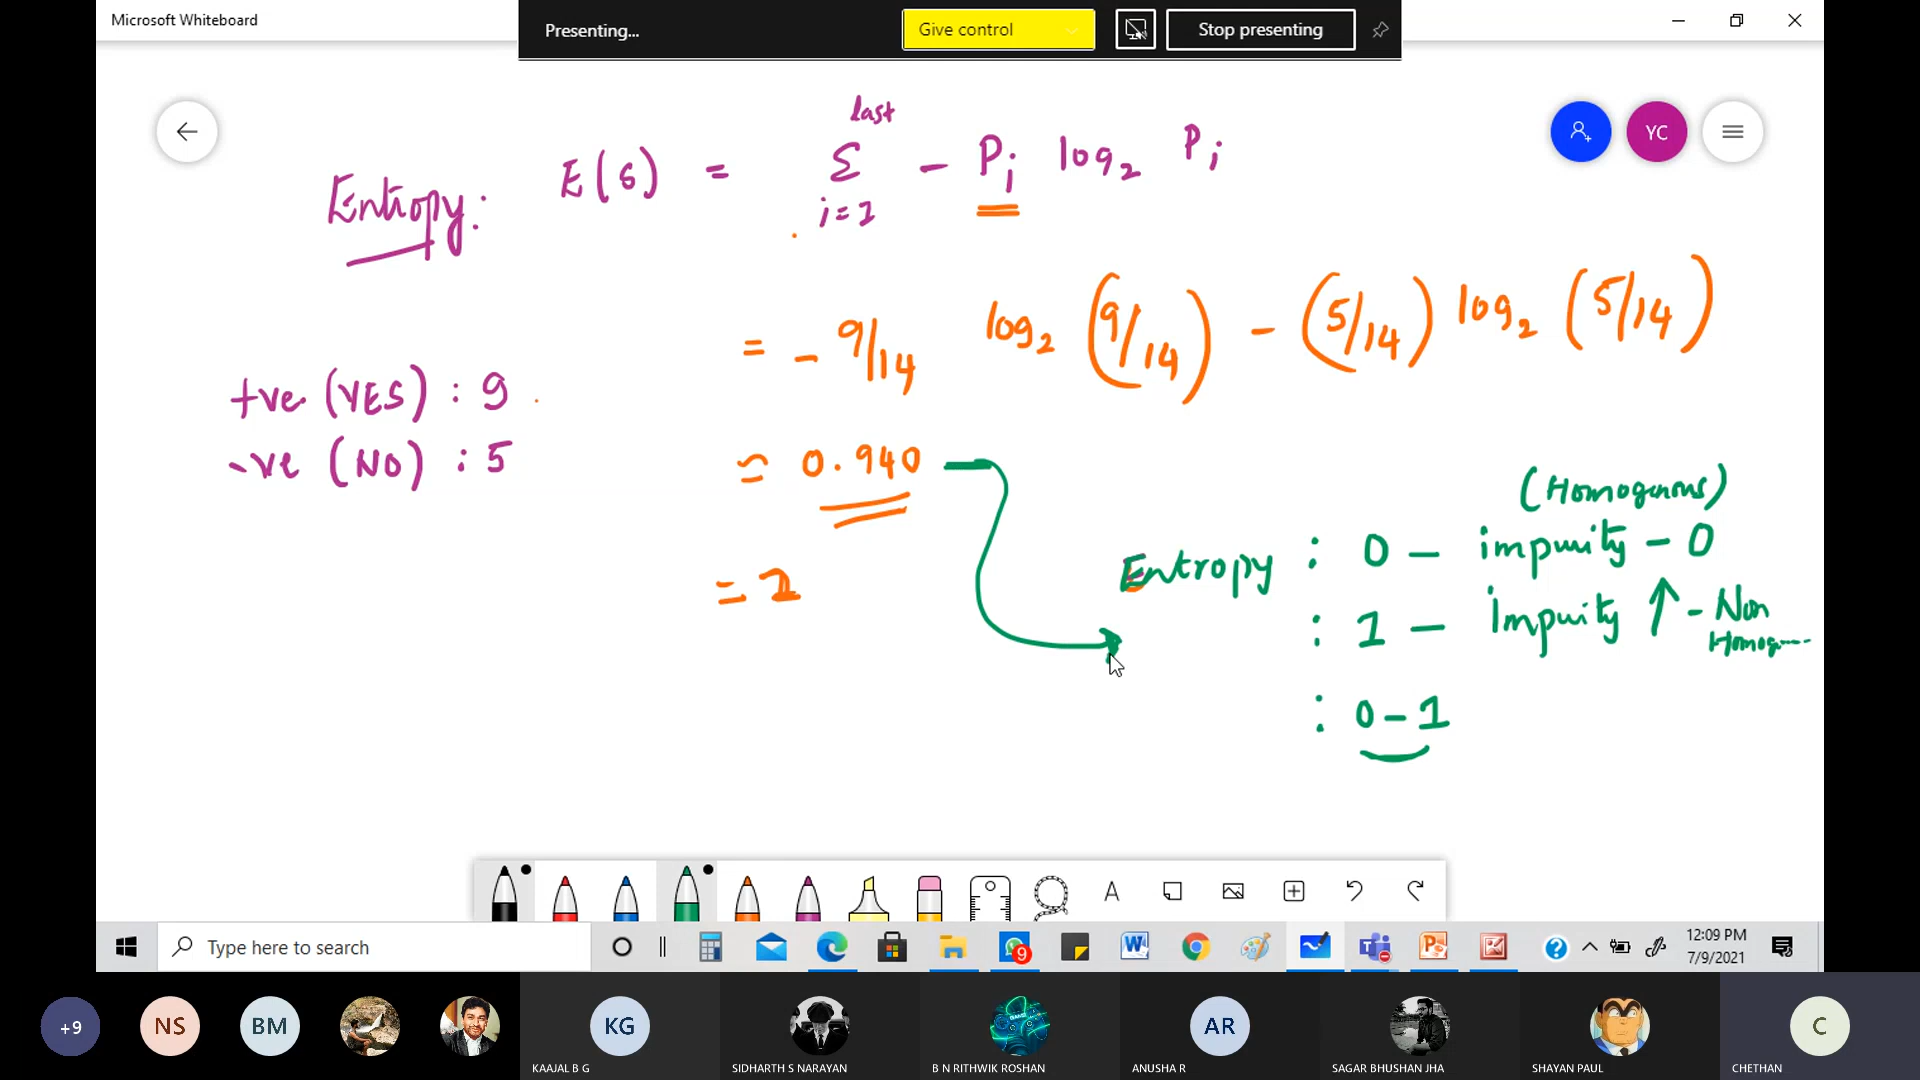 Microsoft Whiteboard
Presenting...
Give control
Stop presenting
YC
last
Entropy: E(S) = Σ - Pi log2 Pi
i=1
= - 9/14 log2 (9/14) - (5/14) log2 (5/14)
+ve (YES) : 9
-ve (NO) : 5
≃ 0.940
= 1
(Homogenous)
Entropy : 0 - impurity - 0
: 1 - Impurity ↑ - Non
: 0-1
A
Type here to search
9
12:09 PM
7/9/2021
+9
NS
BM
KG
AR
C
KAAJAL B G
SIDHARTH S NARAYAN
B N RITHWIK ROSHAN
ANUSHA R
SAGAR BHUSHAN JHA
SHAYAN PAUL
CHETHAN